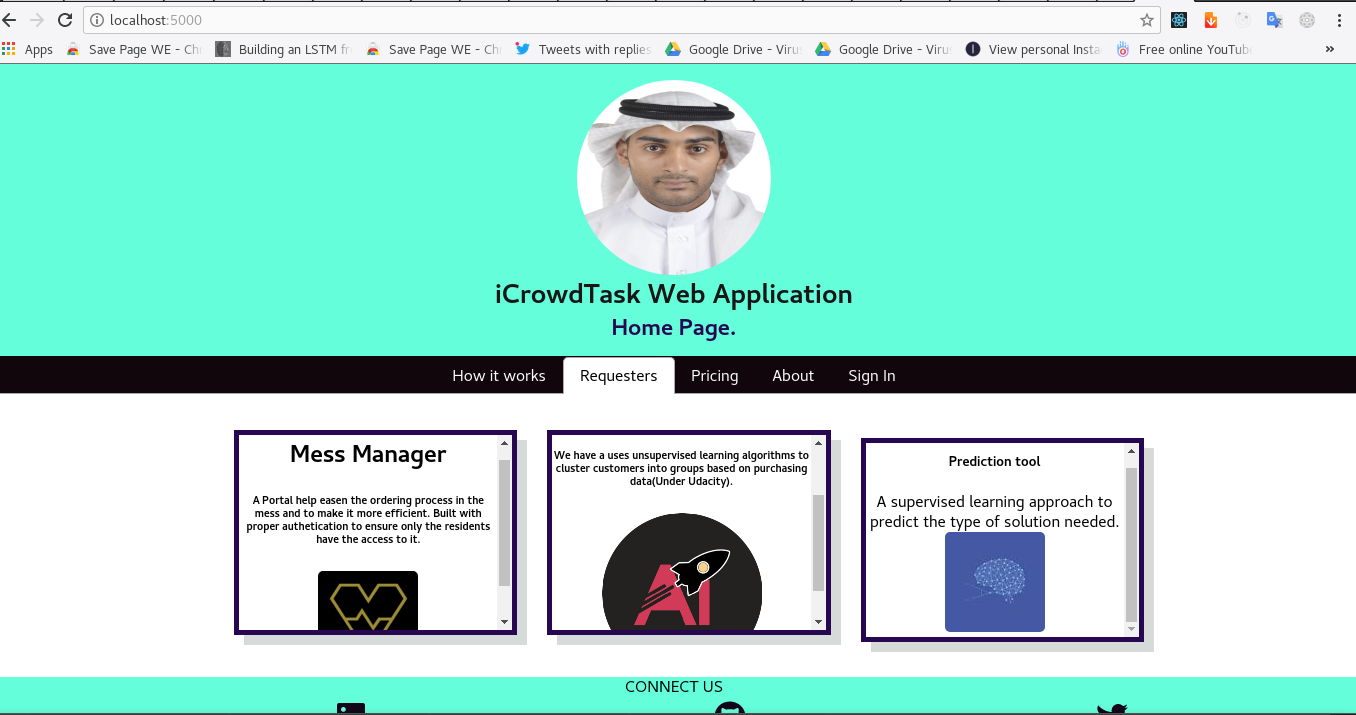 localhost:5000
Apps Save Page WE - Ch Building an LSTM fr Save Page WE - Ch Tweets with replies Google Drive - Viru Google Drive - Viru View personal Insta Free online YouTub »
iCrowdTask Web Application
Home Page.
How it works Requesters Pricing About Sign In
Mess Manager
A Portal help easen the ordering process in the
mess and to make it more efficient. Built with
proper authetication to ensure only the residents
have the access to it.
We have a uses unsupervised learning algorithms to
cluster customers into groups based on purchasing
data(Under Udacity).
AI
Prediction tool
A supervised learning approach to
predict the type of solution needed.
CONNECT US